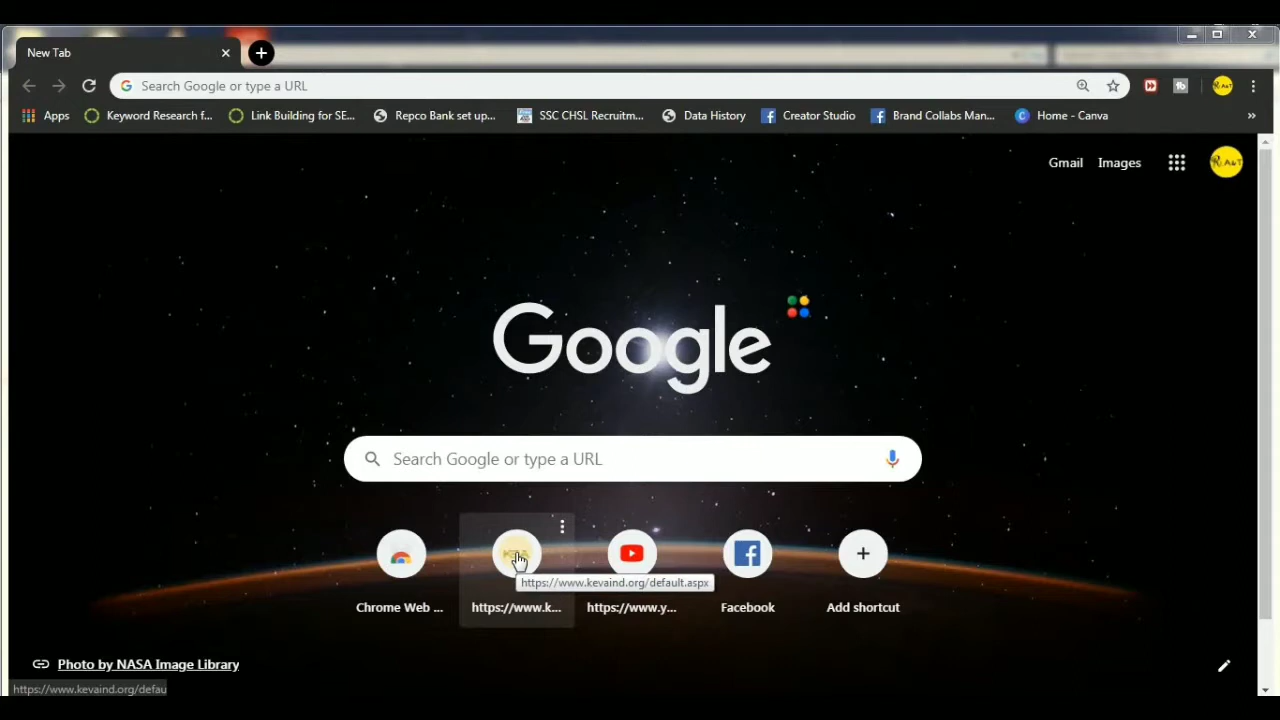 New Tab
Search Google or type a URL
Apps Keyword Research f... Link Building for SE... Repco Bank set up... SSC CHSL Recruitm... Data History Creator Studio Brand Collabs Man... Home - Canva
Gmail Images
Google
Search Google or type a URL
https://www.kevaind.org/default.aspx
Chrome Web ... https://www.k... https://www.y... Facebook Add shortcut
Photo by NASA Image Library
https://www.kevaind.org/defau